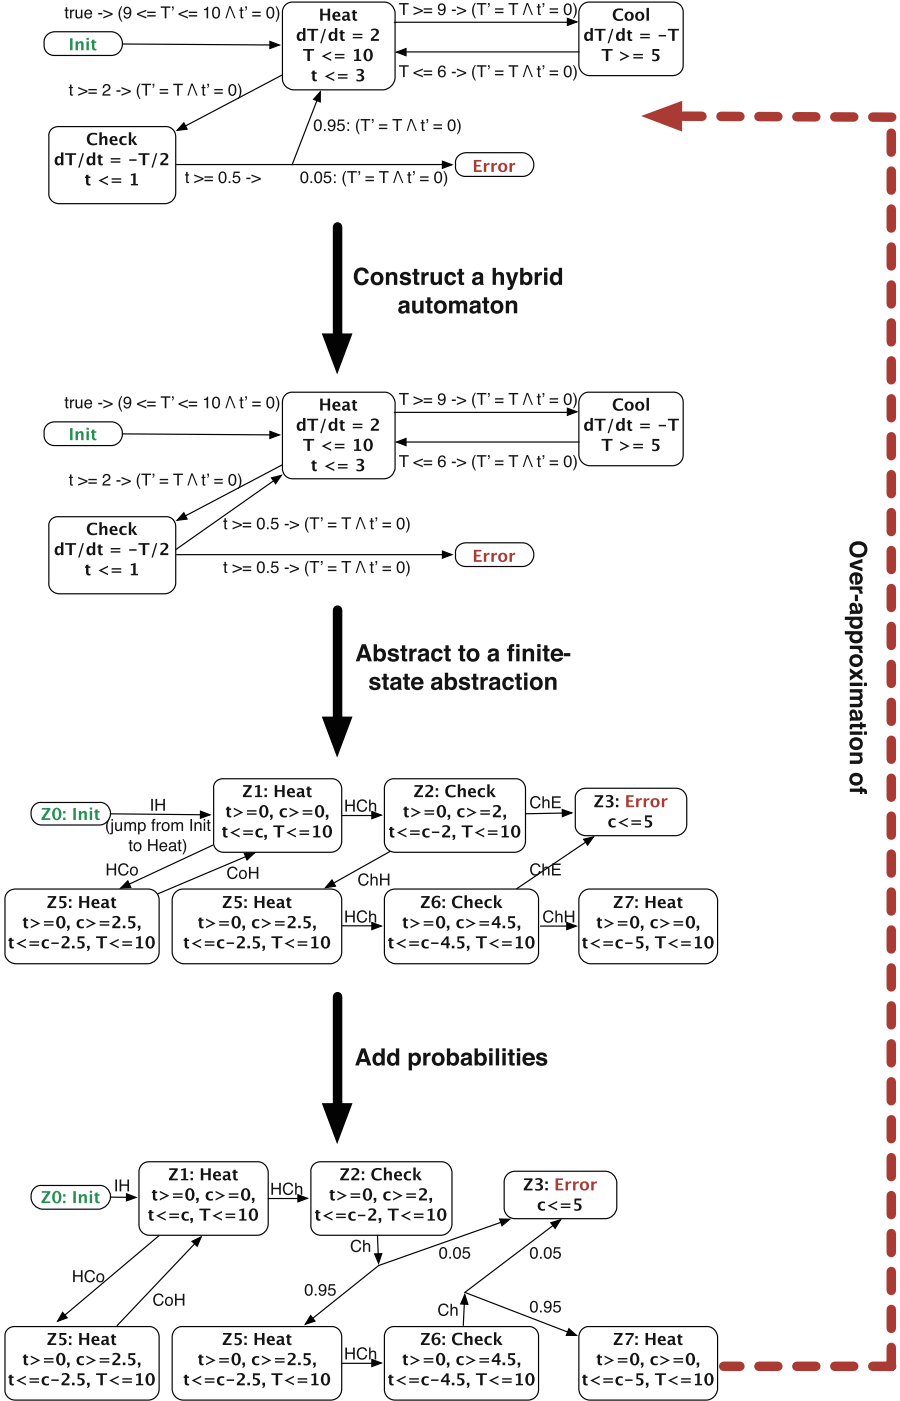 true -> (9 <= T' <= 10 Λ t' = 0)
Init
Heat
dT/dt = 2
T <= 10
t <= 3
T >= 9 -> (T' = T Λ t' = 0)
T <= 6 -> (T' = T Λ t' = 0)
Cool
dT/dt = -T
T >= 5
t >= 2 -> (T' = T Λ t' = 0)
Check
dT/dt = -T/2
t <= 1
0.95: (T' = T Λ t' = 0)
t >= 0.5 ->
0.05: (T' = T Λ t' = 0)
Error
Construct a hybrid
automaton
true -> (9 <= T' <= 10 Λ t' = 0)
Init
Heat
dT/dt = 2
T <= 10
t <= 3
T >= 9 -> (T' = T Λ t' = 0)
T <= 6 -> (T' = T Λ t' = 0)
Cool
dT/dt = -T
T >= 5
t >= 2 -> (T' = T Λ t' = 0)
Check
dT/dt = -T/2
t <= 1
t >= 0.5 -> (T' = T Λ t' = 0)
t >= 0.5 -> (T' = T Λ t' = 0)
Error
Over-approximation of
Abstract to a finite-
state abstraction
Z0: Init
IH
(jump from Init
to Heat)
Z1: Heat
t>=0, c>=0,
t<=c, T<=10
HCh
Z2: Check
t>=0, c>=2,
t<=c-2, T<=10
ChE
Z3: Error
c<=5
HCo
CoH
ChH
ChE
Z5: Heat
t>=0, c>=2.5,
t<=c-2.5, T<=10
Z5: Heat
t>=0, c>=2.5,
t<=c-2.5, T<=10
HCh
Z6: Check
t>=0, c>=4.5,
t<=c-4.5, T<=10
ChH
Z7: Heat
t>=0, c>=0,
t<=c-5, T<=10
Add probabilities
Z0: Init
IH
Z1: Heat
t>=0, c>=0,
t<=c, T<=10
HCh
Z2: Check
t>=0, c>=2,
t<=c-2, T<=10
Z3: Error
c<=5
Ch
0.05
0.05
HCo
CoH
0.95
Ch
0.95
Z5: Heat
t>=0, c>=2.5,
t<=c-2.5, T<=10
Z5: Heat
t>=0, c>=2.5,
t<=c-2.5, T<=10
HCh
Z6: Check
t>=0, c>=4.5,
t<=c-4.5, T<=10
Z7: Heat
t>=0, c>=0,
t<=c-5, T<=10